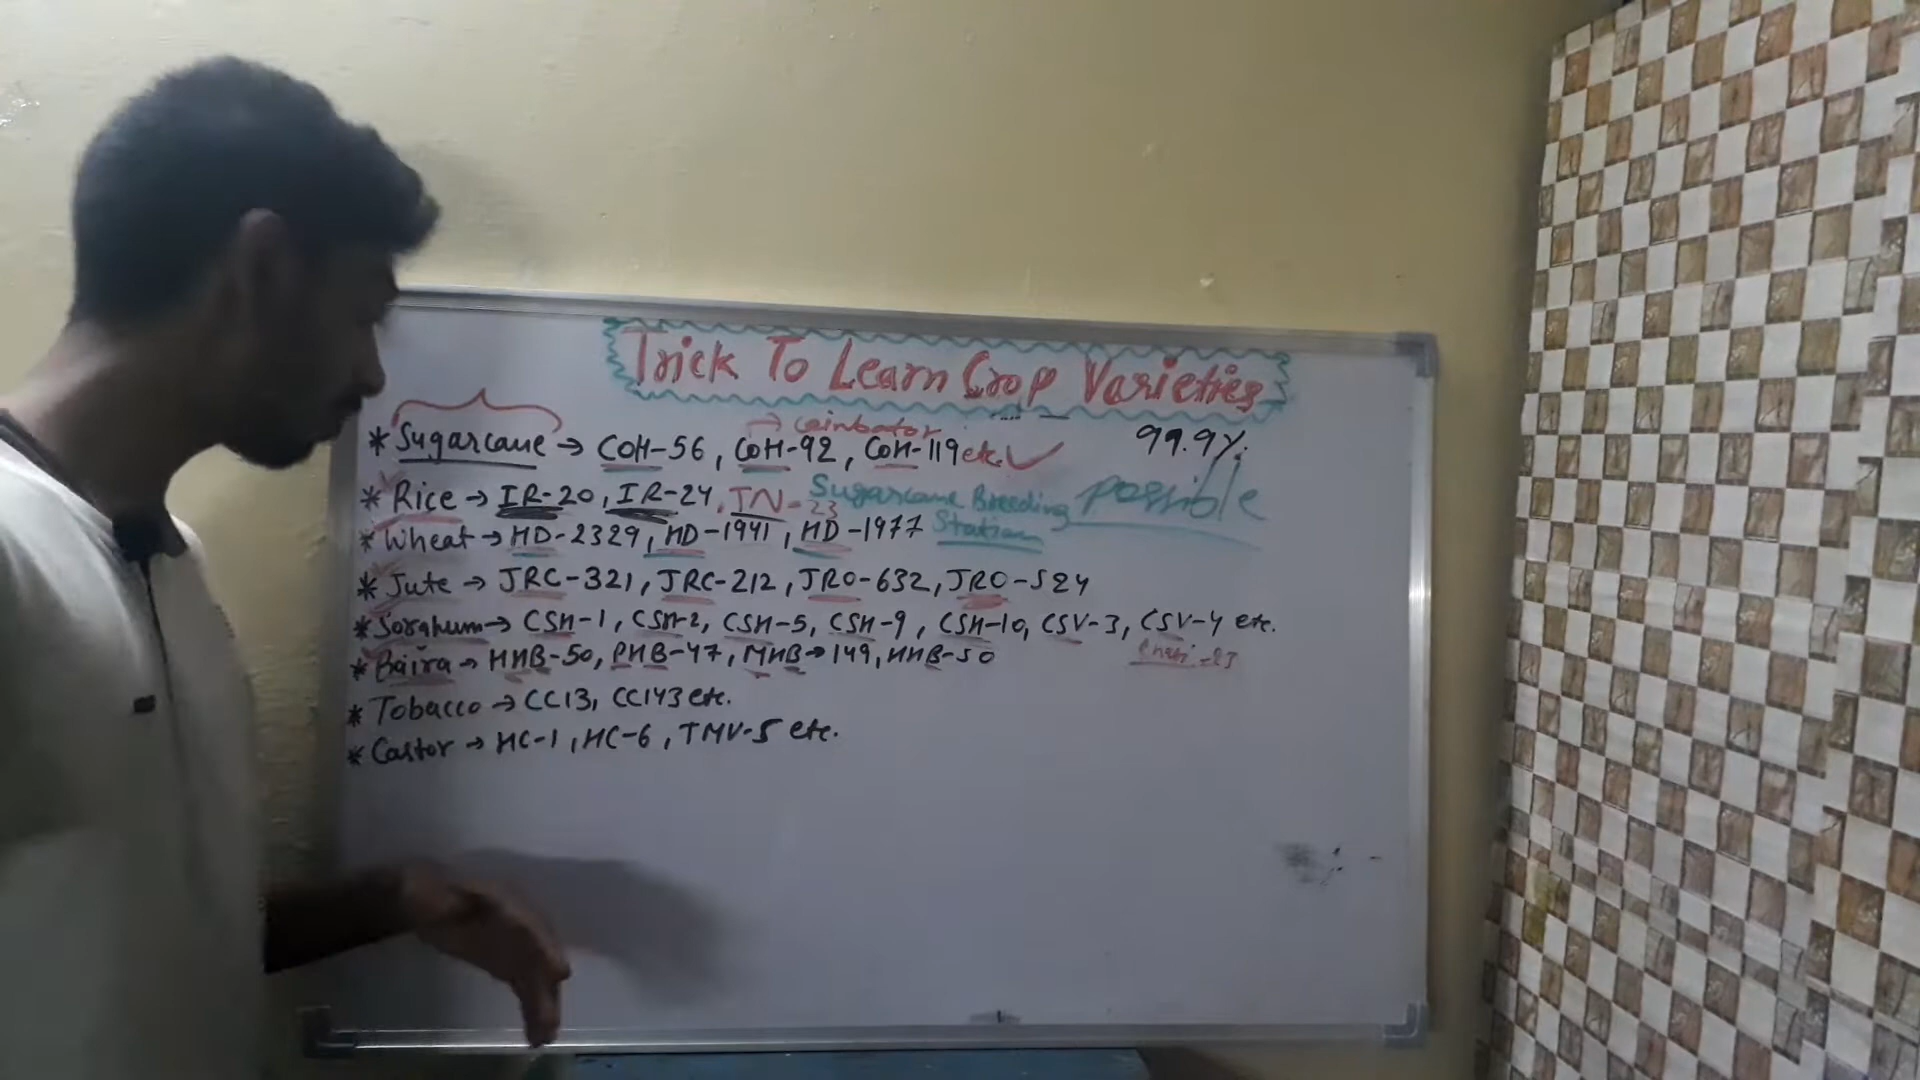 Trick To Learn Crop Varieties
→ Coinbator
* Sugarcane → COH-56, COH-92, COH-119 etc. ✓
99.9%
possible
* Rice → IR-20, IR-24, TN-23
Sugarcane Breeding
Station
* Wheat → HD-2329, HD-1941, HD-1977
* Jute → JRC-321, JRC-212, JRO-632, JRO-524
* Sorghum → CSH-1, CSH-2, CSH-5, CSH-9, CSH-10, CSV-3, CSV-4 etc.
* Bajra → HHB-50, PHB-47, MHB → 149, HHB-50
* Tobacco → CC13, CC143 etc.
* Castor → HC-1, HC-6, TMV-5 etc.